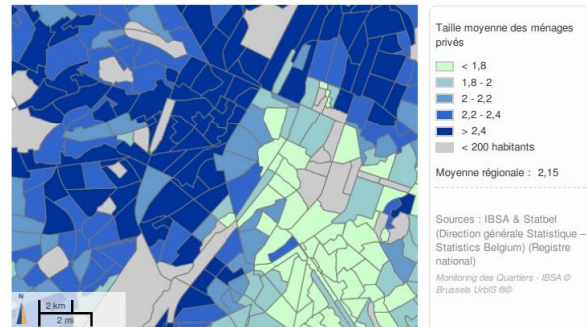 Taille moyenne des ménages
privés
< 1,8
1,8 - 2
2 - 2,2
2,2 - 2,4
> 2,4
< 200 habitants
Moyenne régionale : 2,15
Sources : IBSA & Statbel
(Direction générale Statistique –
Statistics Belgium) (Registre
national)
Monitoring des Quartiers - IBSA ©
Brussels UrbIS ®©
N
2 km
2 mi